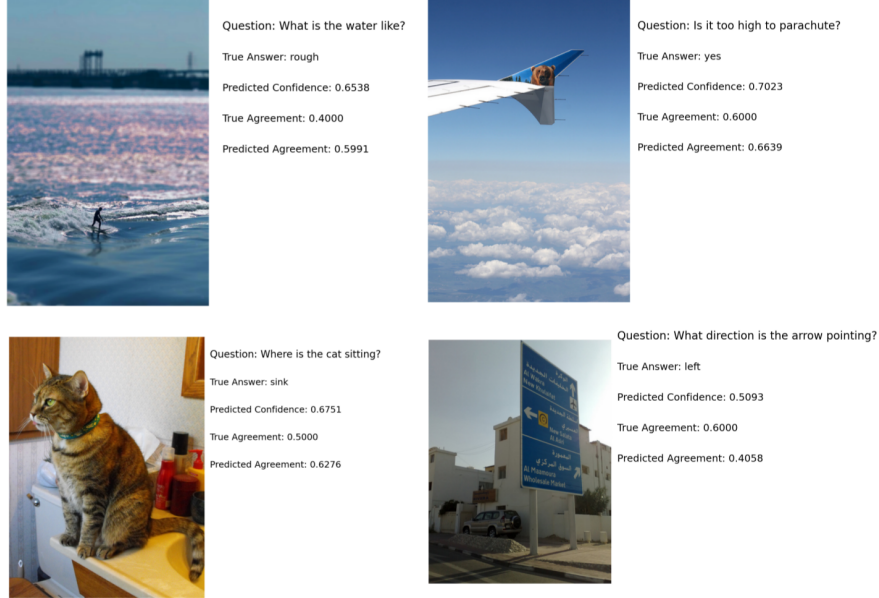 Question: What is the water like?
True Answer: rough
Predicted Confidence: 0.6538
True Agreement: 0.4000
Predicted Agreement: 0.5991
Question: Is it too high to parachute?
True Answer: yes
Predicted Confidence: 0.7023
True Agreement: 0.6000
Predicted Agreement: 0.6639
Question: Where is the cat sitting?
True Answer: sink
Predicted Confidence: 0.6751
True Agreement: 0.5000
Predicted Agreement: 0.6276
Question: What direction is the arrow pointing?
True Answer: left
Predicted Confidence: 0.5093
True Agreement: 0.6000
Predicted Agreement: 0.4058
Al Maamoura
Wholesale Market